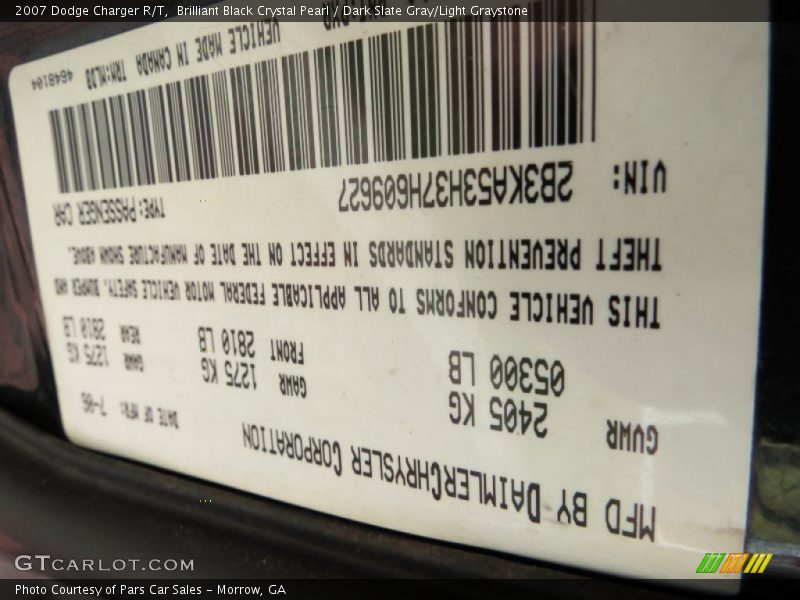 2007 Dodge Charger R/T, Brilliant Black Crystal Pearl / Dark Slate Gray/Light Graystone
MFD BY DAIMLERCHRYSLER CORPORATION
DATE OF MFR: 7-06
GVWR 2405 KG
05300 LB
GAWR
FRONT
1275 KG
2810 LB
GAWR
REAR
1275 KG
2810 LB
THIS VEHICLE CONFORMS TO ALL APPLICABLE FEDERAL MOTOR VEHICLE SAFETY, BUMPER AND
THEFT PREVENTION STANDARDS IN EFFECT ON THE DATE OF MANUFACTURE SHOWN ABOVE.
VIN: 2B3KA53H37H609627
TYPE: PASSENGER CAR
VEHICLE MADE IN CANADA
4648104
GTCARLOT.COM
Photo Courtesy of Pars Car Sales - Morrow, GA